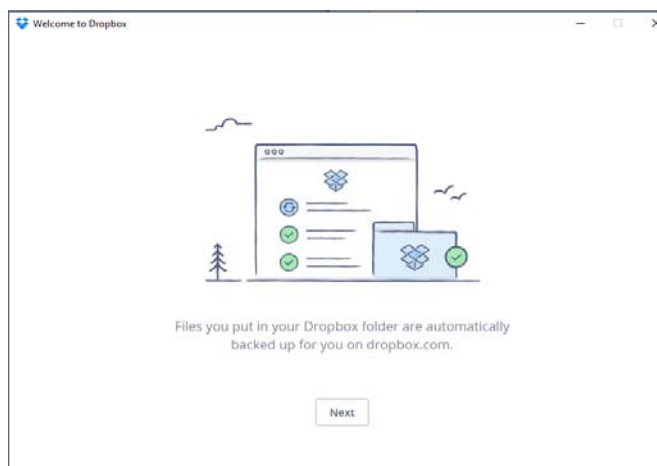 Welcome to Dropbox
Files you put in your Dropbox folder are automatically
backed up for you on dropbox.com.
Next